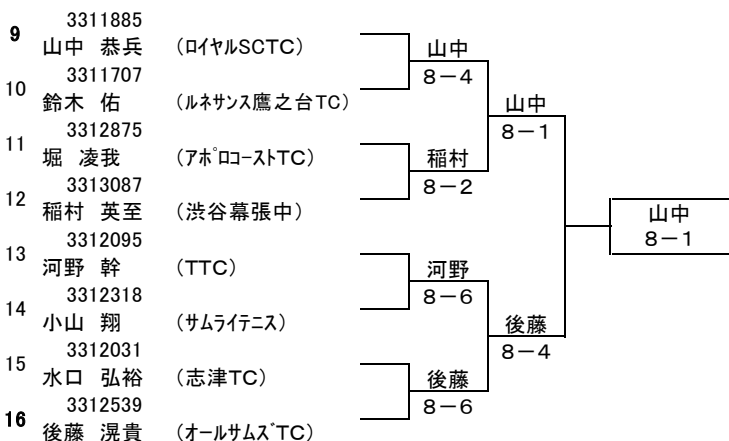 3311885
9 山中 恭兵 (ロイヤルSCTC)
山中
8-4
3311707
10 鈴木 佑 (ルネサンス鷹之台TC)
山中
8-1
3312875
11 堀 凌我 (アポロコーストTC)
稲村
8-2
3313087
12 稲村 英至 (渋谷幕張中)
山中
8-1
3312095
13 河野 幹 (TTC)
河野
8-6
3312318
14 小山 翔 (サムライテニス)
後藤
8-4
3312031
15 水口 弘裕 (志津TC)
後藤
8-6
3312539
16 後藤 滉貴 (オールサムズTC)